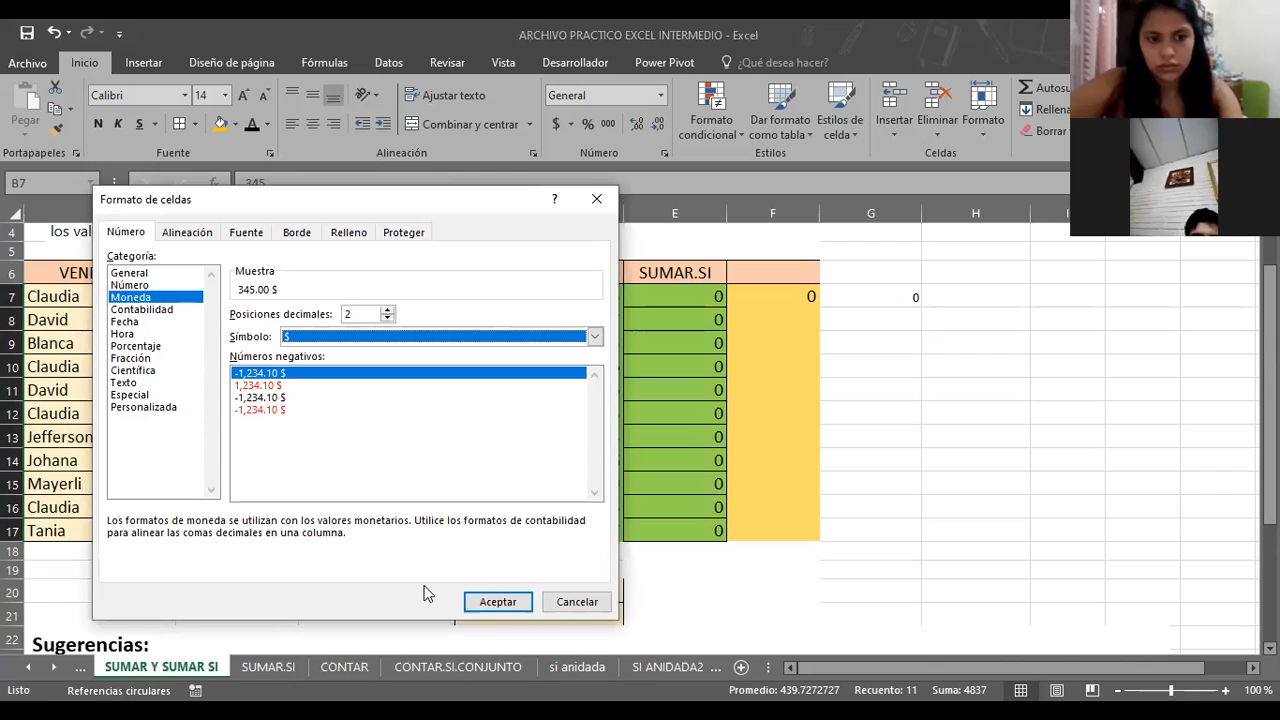 ARCHIVO PRACTICO EXCEL INTERMEDIO - Excel
Archivo Inicio Insertar Diseño de página Fórmulas Datos Revisar Vista Desarrollador Power Pivot ¿Qué desea hacer?
Pegar
Calibri 14
N K S
Ajustar texto
Combinar y centrar
General
$ % 000
Formato condicional
Dar formato como tabla
Estilos de celda
Insertar Eliminar Formato
Autosu
Rellena
Borrar
Portapapeles Fuente Alineación Número Estilos Celdas
B7 345
E F G H
4 los val
5
6 VEN SUMAR.SI
7 Claudia 0 0 0
8 David 0
9 Blanca 0
10 Claudia 0
11 David 0
12 Claudia 0
13 Jefferson 0
14 Johana 0
15 Mayerli 0
16 Claudia 0
17 Tania 0
18
19
20
21
22 Sugerencias:
Formato de celdas
Número Alineación Fuente Borde Relleno Proteger
Categoría:
General
Número
Moneda
Contabilidad
Fecha
Hora
Porcentaje
Fracción
Científica
Texto
Especial
Personalizada
Muestra
345.00 $
Posiciones decimales: 2
Símbolo: $
Números negativos:
-1,234.10 $
1,234.10 $
-1,234.10 $
-1,234.10 $
Los formatos de moneda se utilizan con los valores monetarios. Utilice los formatos de contabilidad
para alinear las comas decimales en una columna.
Aceptar Cancelar
... SUMAR Y SUMAR SI SUMAR.SI CONTAR CONTAR.SI.CONJUNTO si anidada SI ANIDADA2 ...
Listo Referencias circulares Promedio: 439.7272727 Recuento: 11 Suma: 4837 100 %